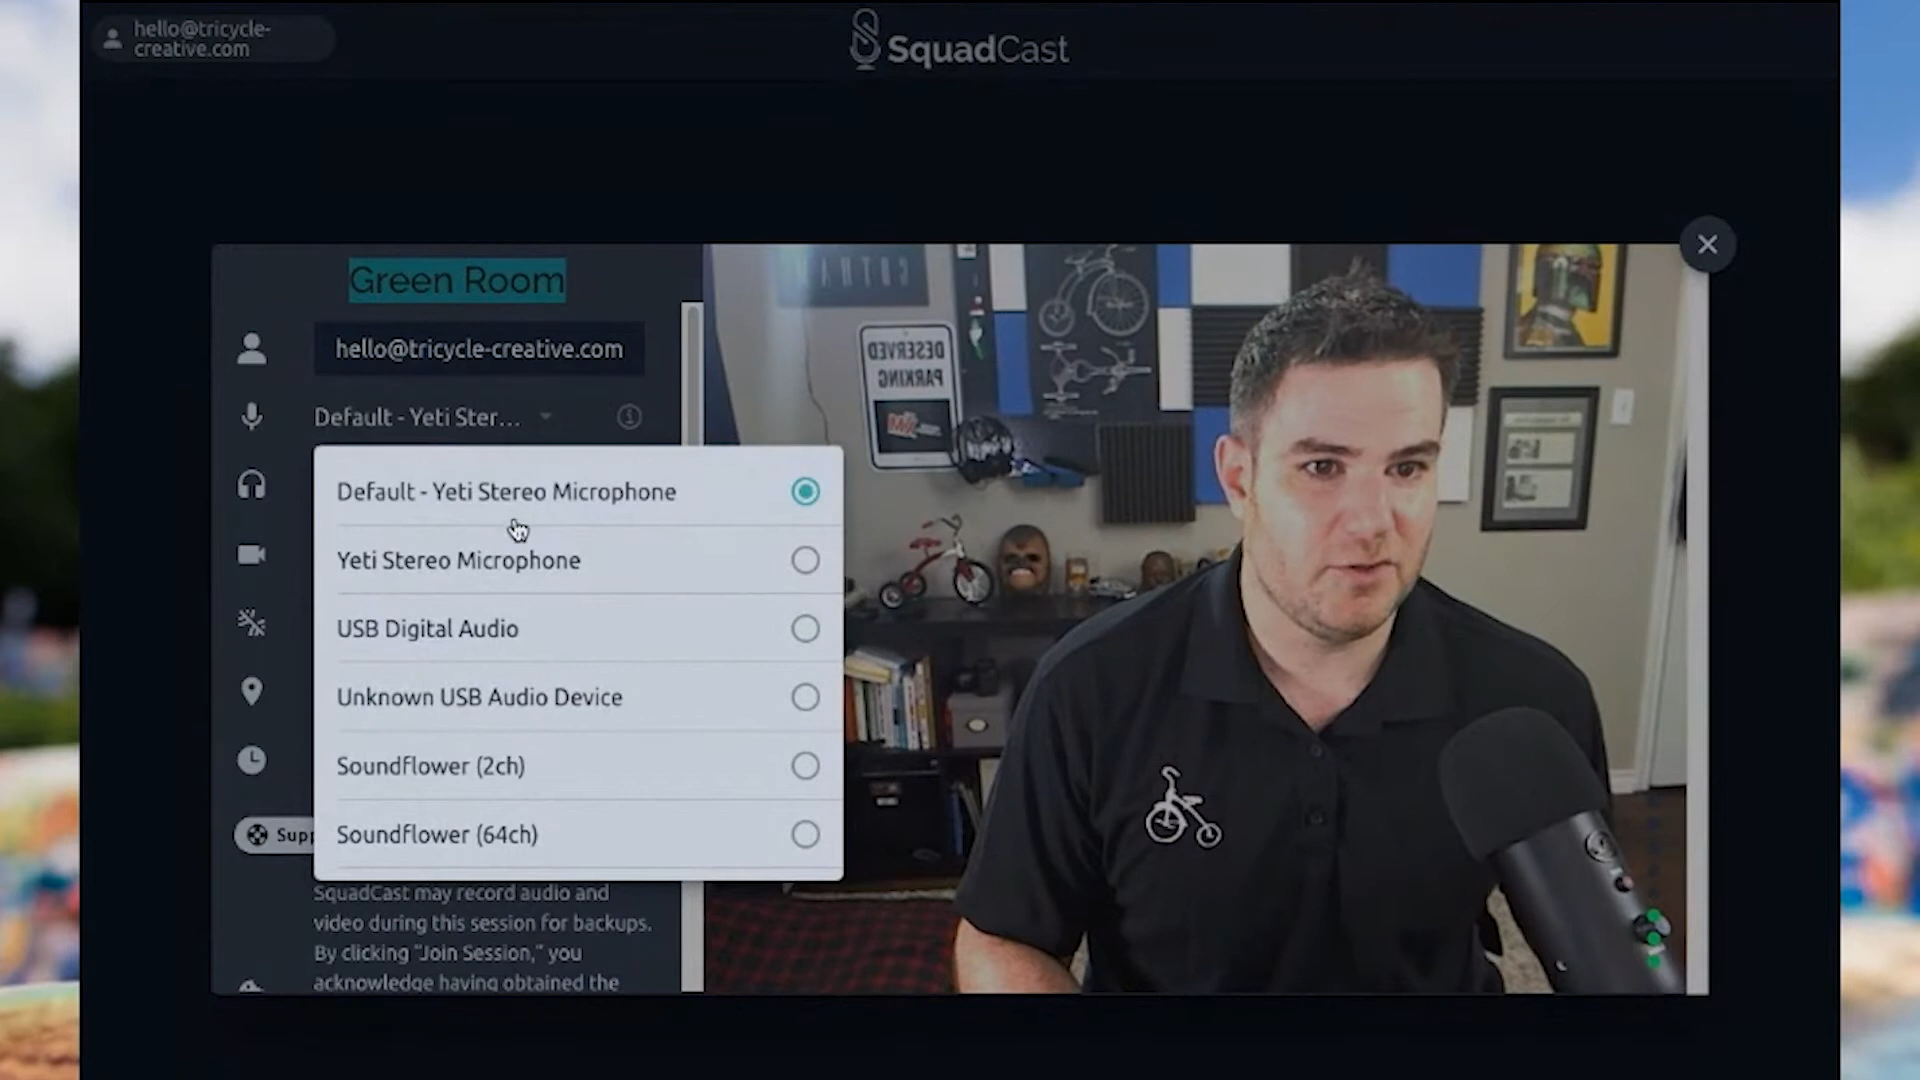 hello@tricycle-
creative.com
SquadCast
Green Room
hello@tricycle-creative.com
Default - Yeti Ster...
Default - Yeti Stereo Microphone
Yeti Stereo Microphone
USB Digital Audio
Unknown USB Audio Device
Soundflower (2ch)
Soundflower (64ch)
Supp
SquadCast may record audio and
video during this session for backups.
By clicking "Join Session," you
acknowledge having obtained the
GOTHAM
DESERVED
PARKING